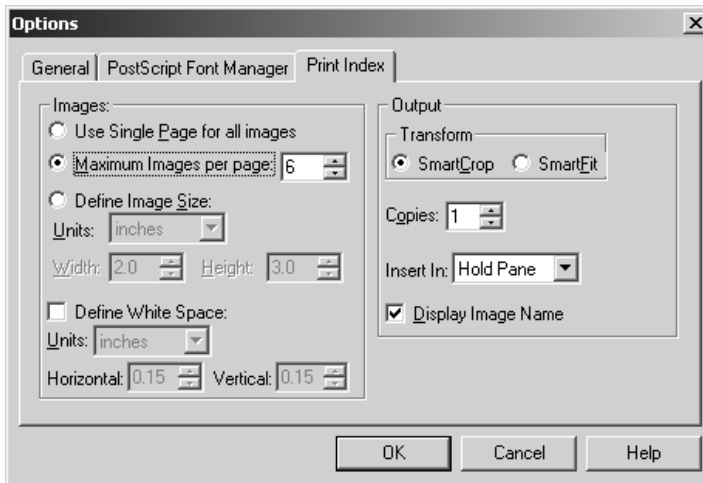 Options
General PostScript Font Manager Print Index
Images:
Use Single Page for all images
Maximum Images per page: 6
Define Image Size:
Units: inches
Width: 2.0 Height: 3.0
Define White Space:
Units: inches
Horizontal: 0.15 Vertical: 0.15
Output
Transform
SmartCrop SmartFit
Copies: 1
Insert In: Hold Pane
Display Image Name
OK Cancel Help